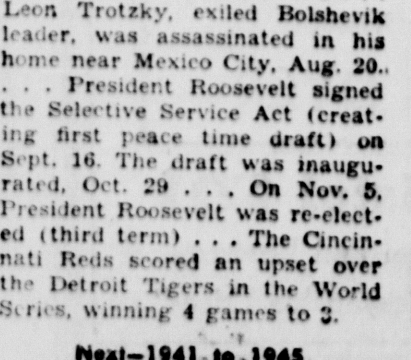 Leon Trotzky, exiled Bolshevik
leader, was assassinated in his
home near Mexico City, Aug. 20..
. . . President Roosevelt signed
the Selective Service Act (creat-
ing first peace time draft) on
Sept. 16. The draft was inaugu-
rated, Oct. 29 . . . On Nov. 5,
President Roosevelt was re-elect-
ed (third term) . . . The Cincin-
nati Reds scored an upset over
the Detroit Tigers in the World
Series, winning 4 games to 3.
Next—1941 to 1945